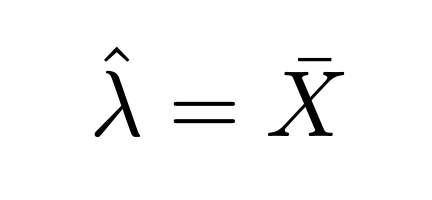 λ̂ = X̄